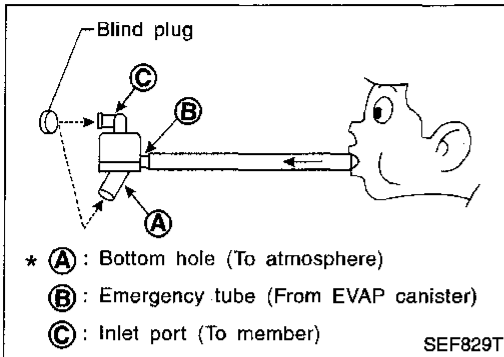 Blind plug
C
B
A
* A : Bottom hole (To atmosphere)
B : Emergency tube (From EVAP canister)
C : Inlet port (To member)
SEF829T